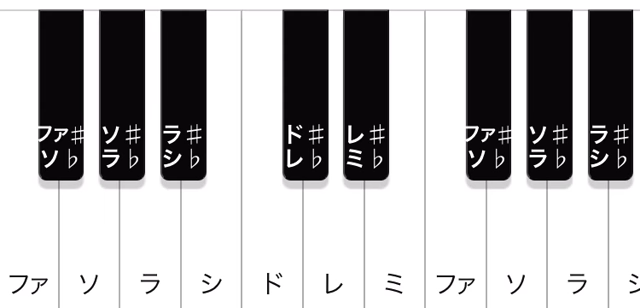 ファ♯ ソ♯ ラ♯ ド♯ レ♯ ファ♯ ソ♯ ラ♯
ソ♭ ラ♭ シ♭ レ♭ ミ♭ ソ♭ ラ♭ シ♭
ファ ソ ラ シ ド レ ミ ファ ソ ラ シ